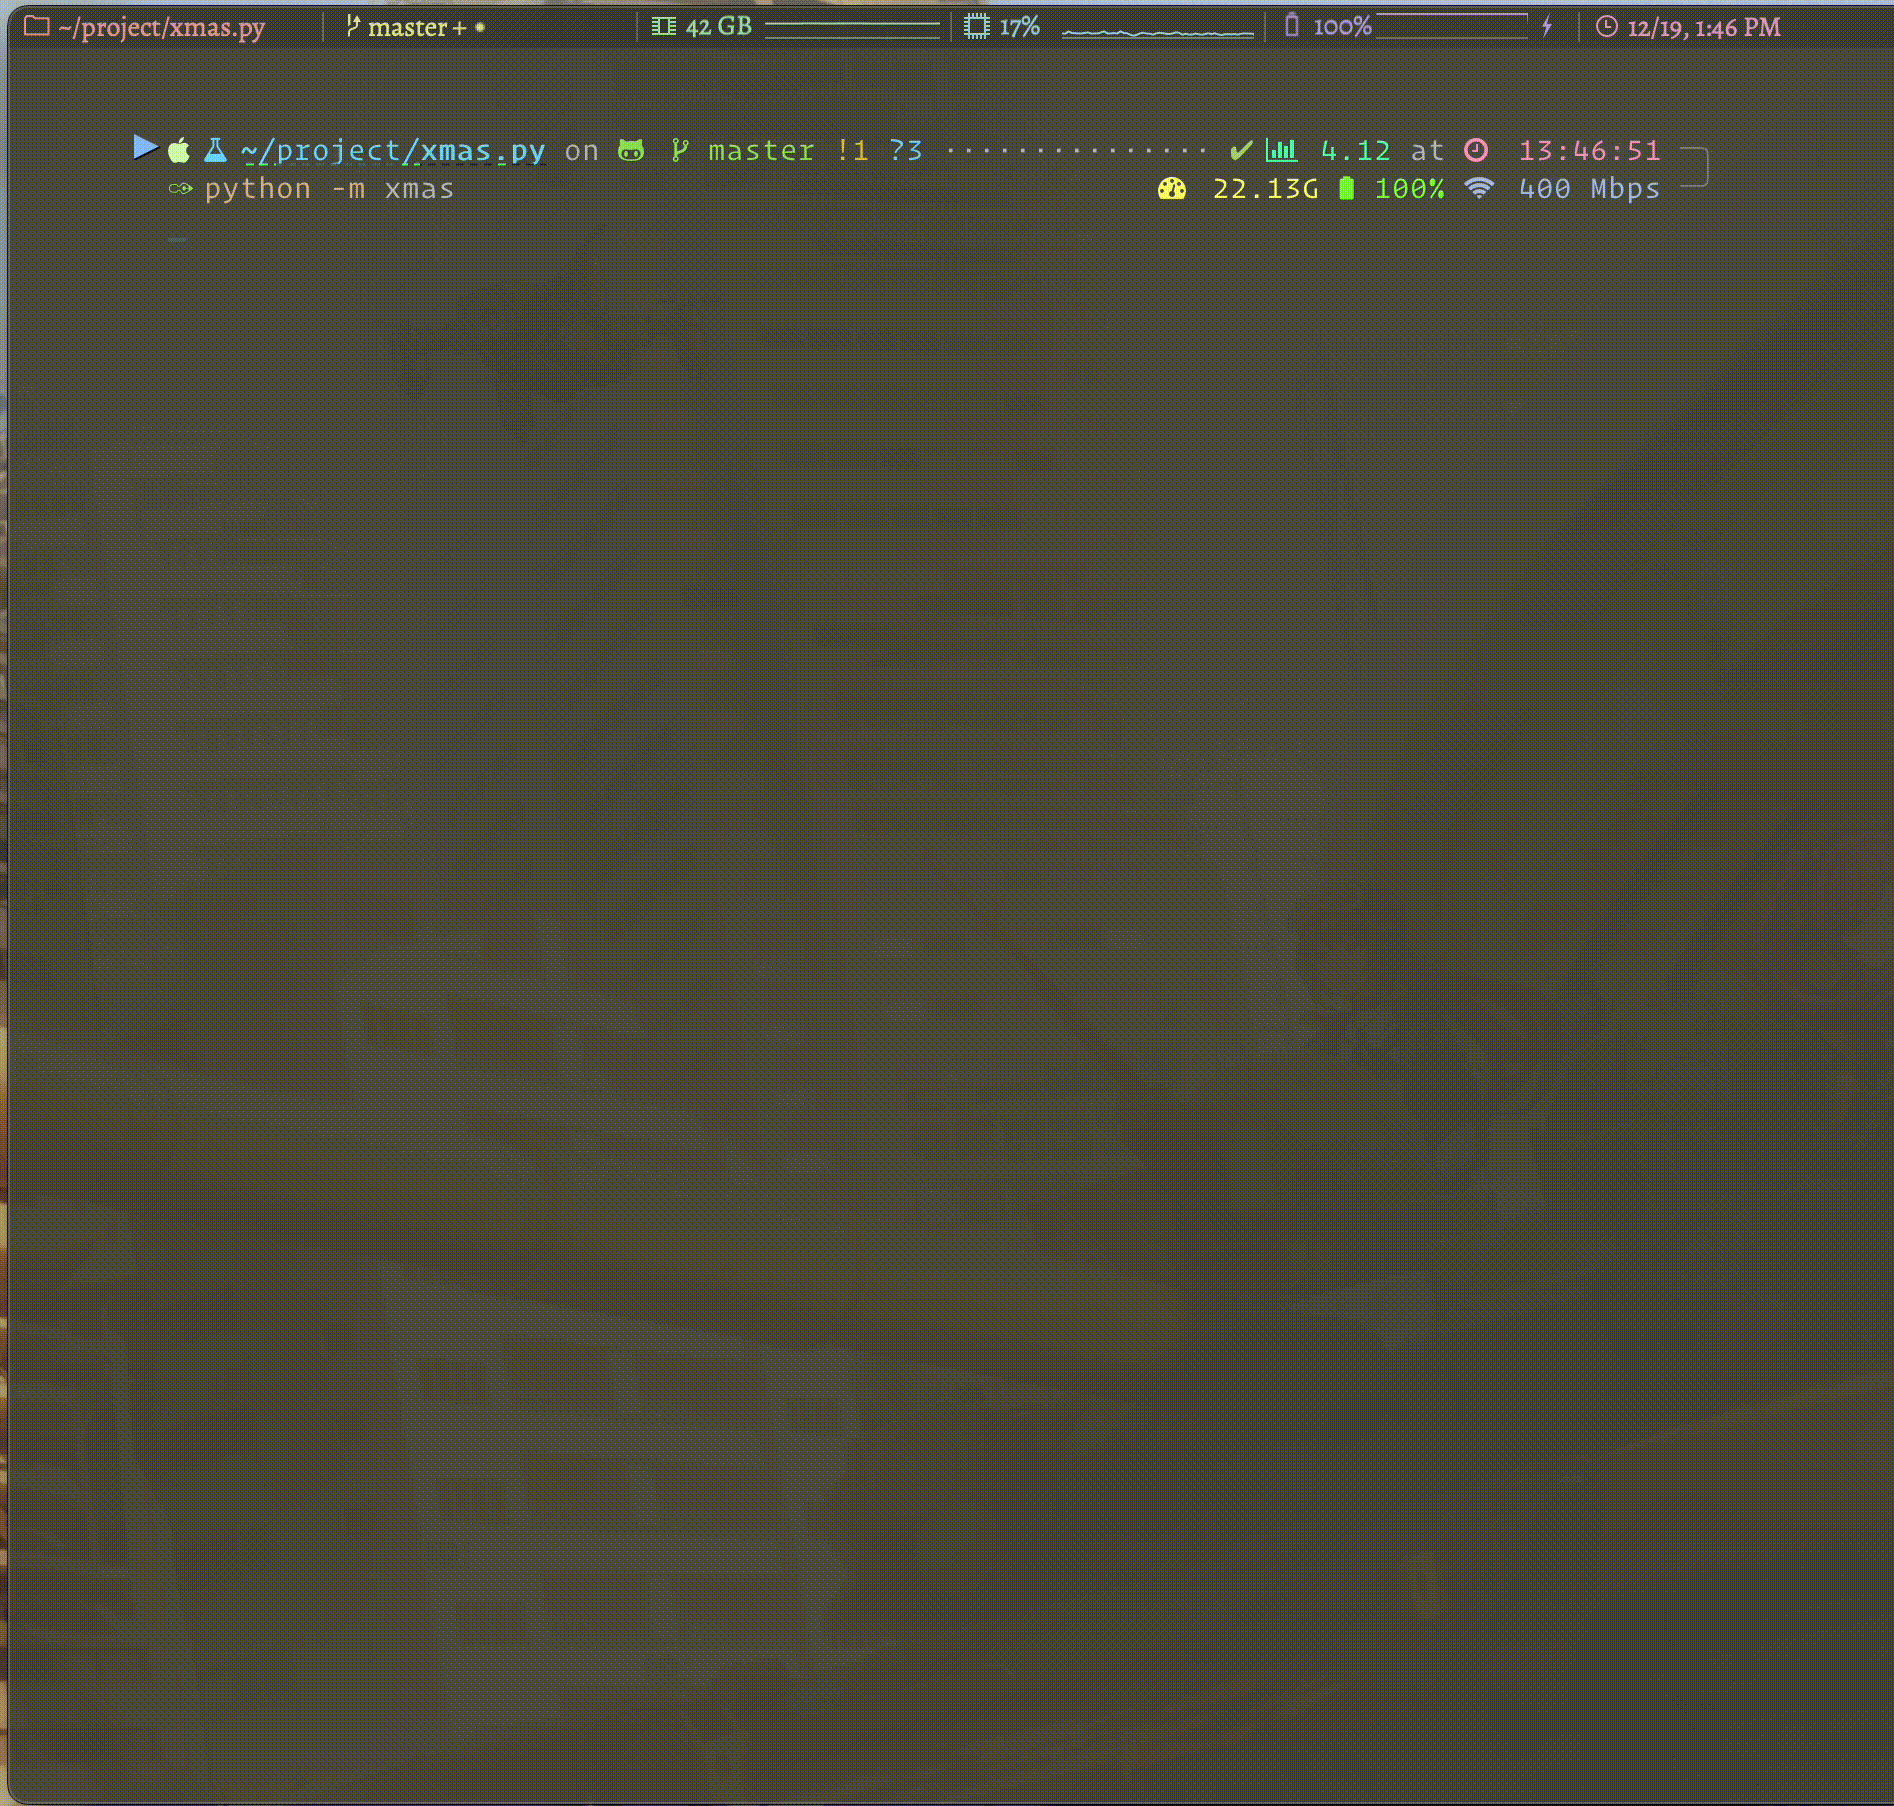 ~/project/xmas.py master + • 42 GB 17% 100% 12/19, 1:46 PM
~/project/xmas.py on master !1 ?3 ··············· ✔ 4.12 at 13:46:51
python -m xmas 22.13G 100% 400 Mbps